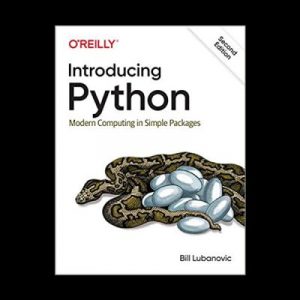 O'REILLY®
Second
Edition
Introducing
Python
Modern Computing in Simple Packages
Bill Lubanovic